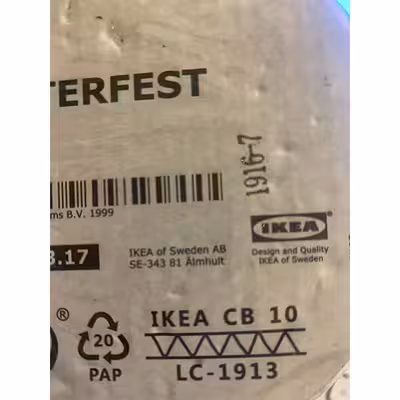 TERFEST
1916-7
ms B.V. 1999
IKEA
Design and Quality
IKEA of Sweden
3.17
IKEA of Sweden AB
SE-343 81 Älmhult
®
20
PAP
IKEA CB 10
LC-1913